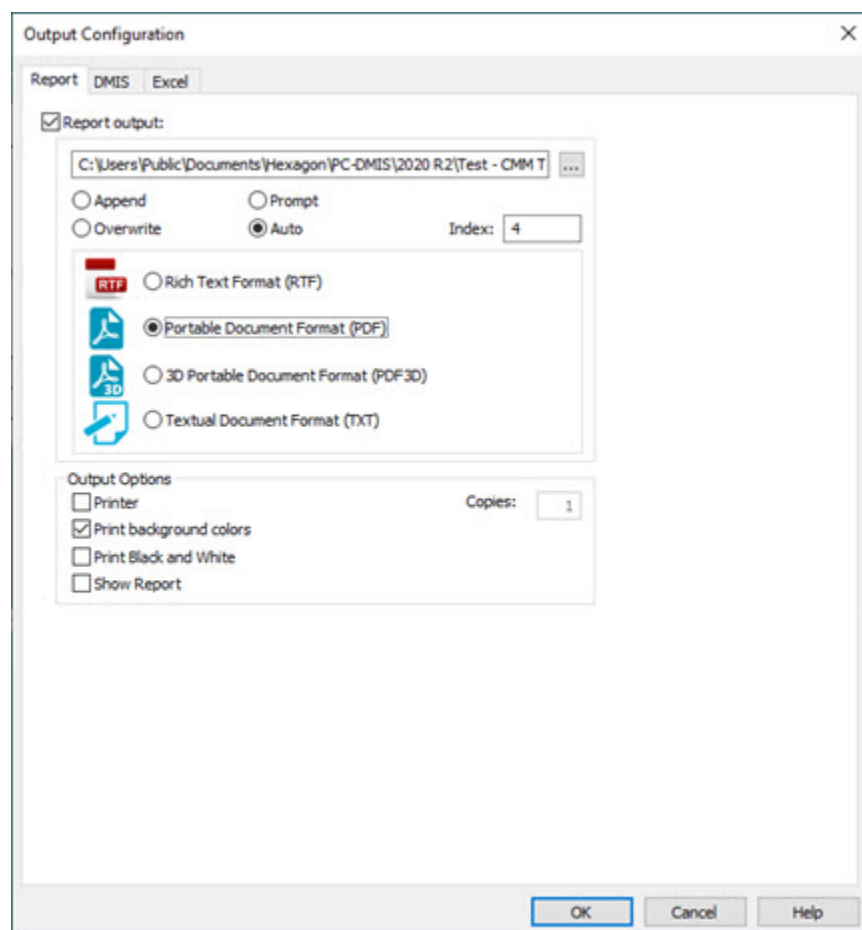 Output Configuration
Report DMIS Excel
Report output:
C:\Users\Public\Documents\Hexagon\PC-DMIS\2020 R2\Test - CMM T ...
Append Prompt
Overwrite Auto Index: 4
RTF Rich Text Format (RTF)
Portable Document Format (PDF)
3D 3D Portable Document Format (PDF3D)
Textual Document Format (TXT)
Output Options
Printer Copies: 1
Print background colors
Print Black and White
Show Report
OK Cancel Help